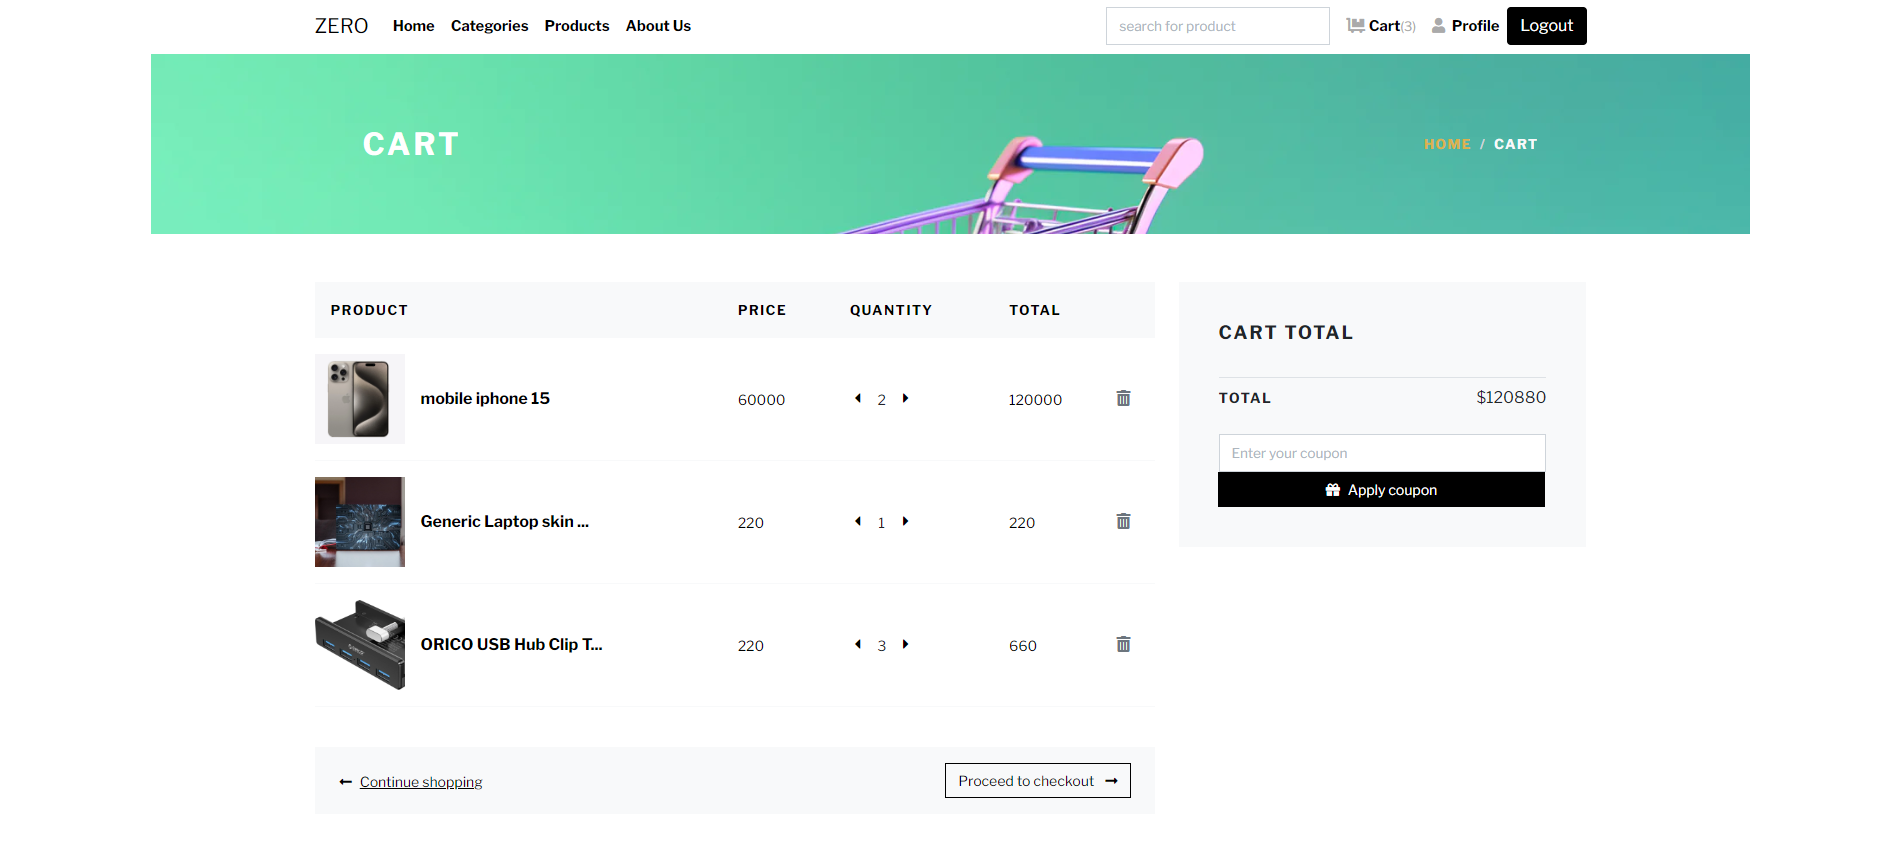 ZERO Home Categories Products About Us search for product Cart(3) Profile Logout
CART HOME / CART
PRODUCT PRICE QUANTITY TOTAL
mobile iphone 15 60000 2 120000
Generic Laptop skin ... 220 1 220
ORICO USB Hub Clip T... 220 3 660
Continue shopping Proceed to checkout
CART TOTAL
TOTAL $120880
Enter your coupon
Apply coupon